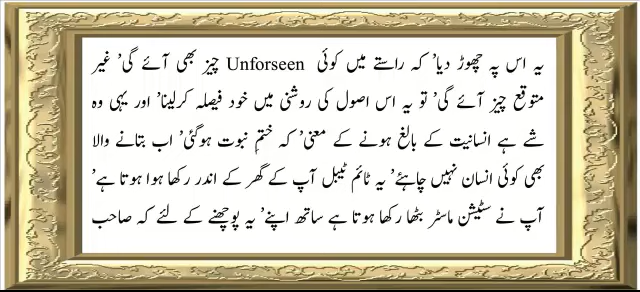 یہ اس پہ چھوڑ دیا' کہ راستے میں کوئی Unforseen چیز بھی آئے گی' غیر
متوقع چیز آئے گی' تو یہ اس اصول کی روشنی میں خود فیصلہ کرلینا' اور یہی وہ
شے ہے انسانیت کے بالغ ہونے کے معنی' کہ ختمِ نبوت ہوگئی' اب بتانے والا
بھی کوئی انسان نہیں چاہئے' یہ ٹائم ٹیبل آپ کے گھر کے اندر رکھا ہوا ہوتا ہے'
آپ نے سٹیشن ماسٹر بٹھا رکھا ہوتا ہے ساتھ اپنے' یہ پوچھنے کے لئے کہ صاحب